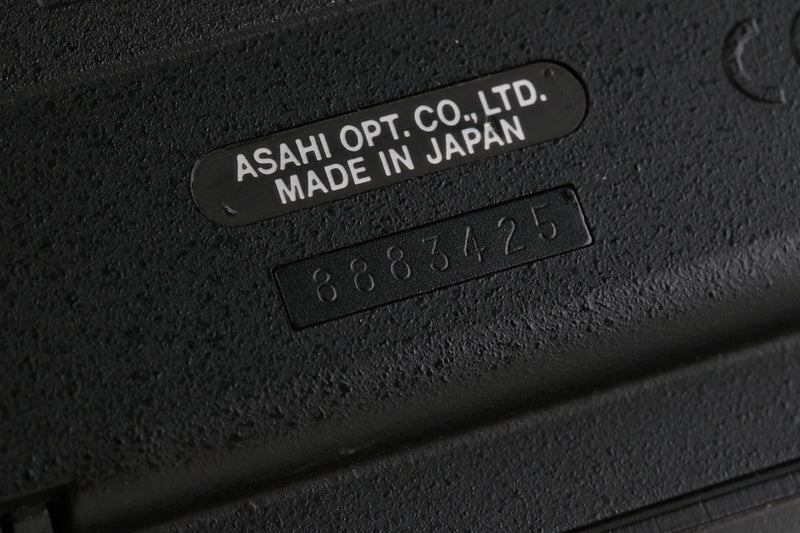 ASAHI OPT. CO., LTD.
MADE IN JAPAN
8883425